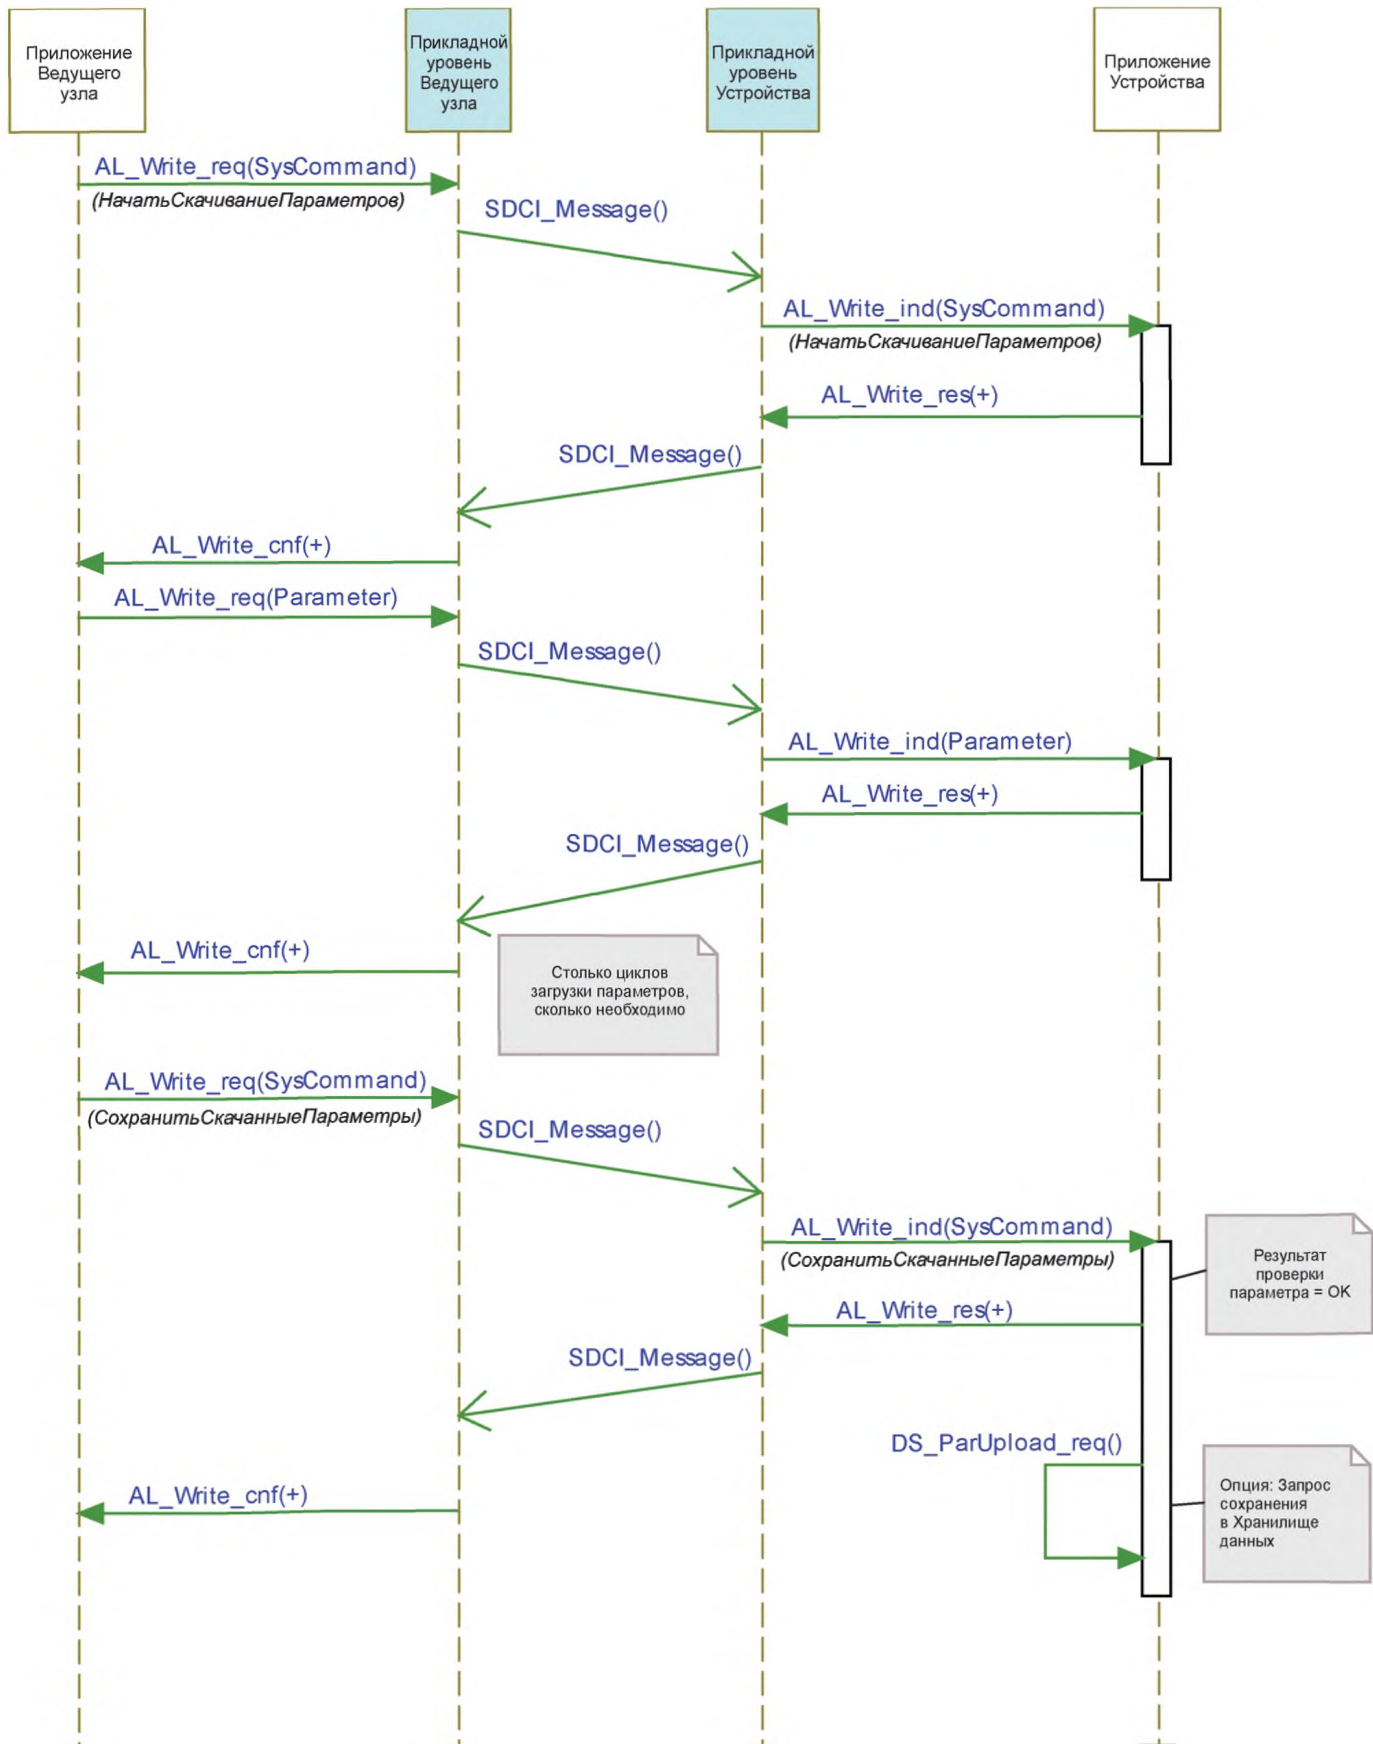 Приложение
Ведущего
узла
Прикладной
уровень
Ведущего
узла
Прикладной
уровень
Устройства
Приложение
Устройства
AL_Write_req(SysCommand)
(НачатьСкачиваниеПараметров)
SDCI_Message()
AL_Write_ind(SysCommand)
(НачатьСкачиваниеПараметров)
AL_Write_res(+)
SDCI_Message()
AL_Write_cnf(+)
AL_Write_req(Parameter)
SDCI_Message()
AL_Write_ind(Parameter)
AL_Write_res(+)
SDCI_Message()
AL_Write_cnf(+)
Столько циклов
загрузки параметров,
сколько необходимо
AL_Write_req(SysCommand)
(СохранитьСкачанныеПараметры)
SDCI_Message()
AL_Write_ind(SysCommand)
(СохранитьСкачанныеПараметры)
Результат
проверки
параметра = OK
AL_Write_res(+)
SDCI_Message()
DS_ParUpload_req()
Опция: Запрос
сохранения
в Хранилище
данных
AL_Write_cnf(+)